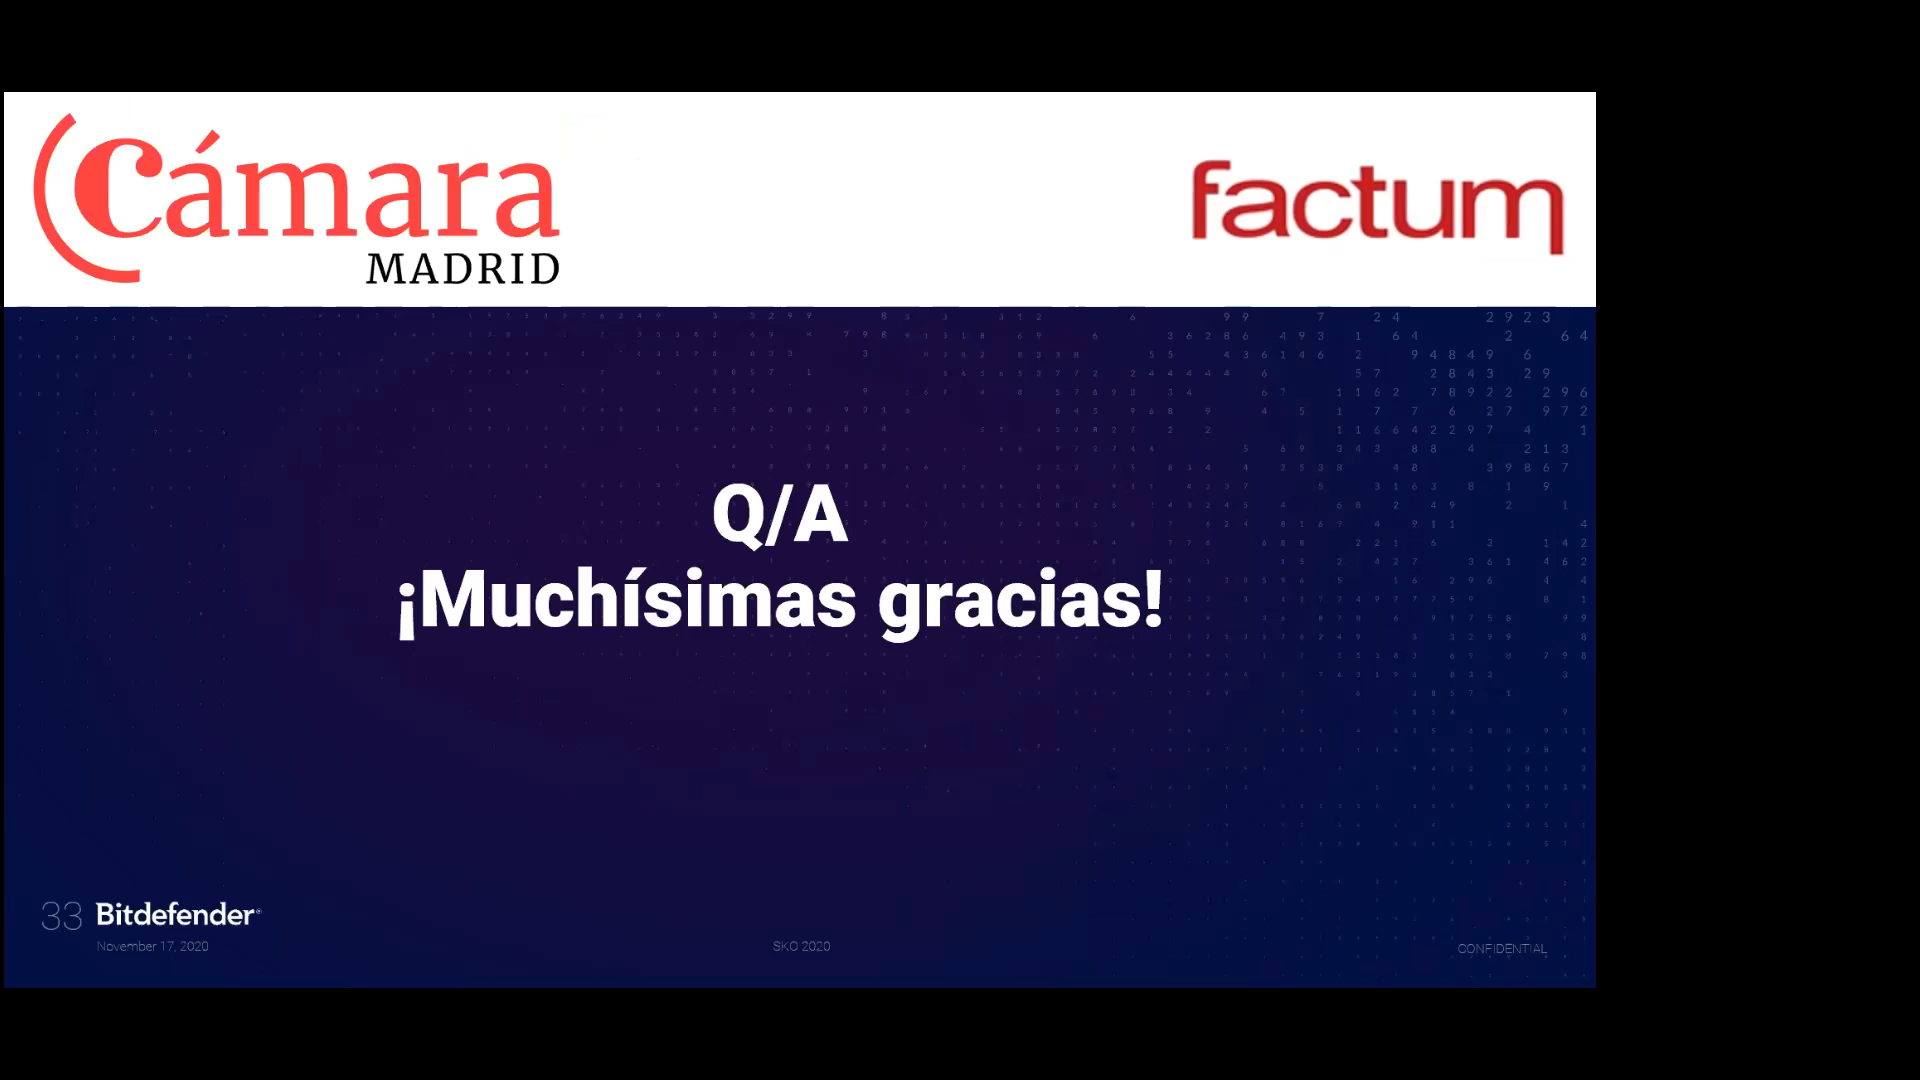 Cámara
MADRID
factum
Q/A
¡Muchísimas gracias!
33 Bitdefender®
November 17, 2020
SKO 2020
CONFIDENTIAL